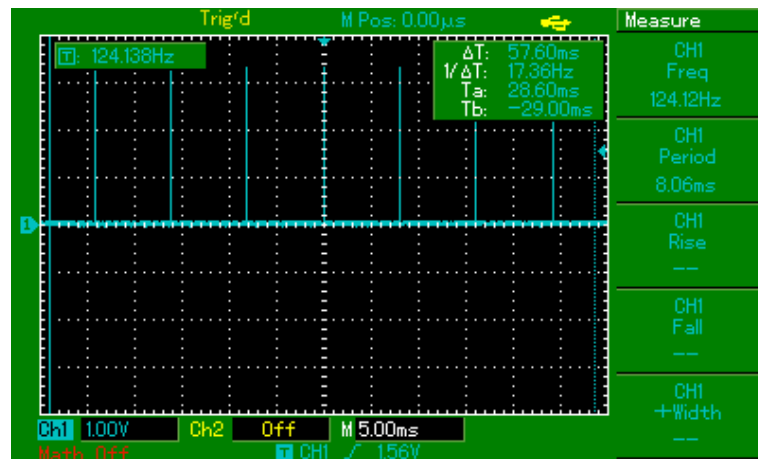 Trig'd M Pos: 0.00µs Measure
T: 124.138Hz
ΔT: 57.60ms
1/ΔT: 17.36Hz
Ta: 28.60ms
Tb: -29.00ms
CH1
Freq
124.12Hz
CH1
Period
8.06ms
1
CH1
Rise
--
CH1
Fall
--
CH1
+Width
--
Ch1 1.00V Ch2 Off M 5.00ms
Math Off T CH1 / 1.56V